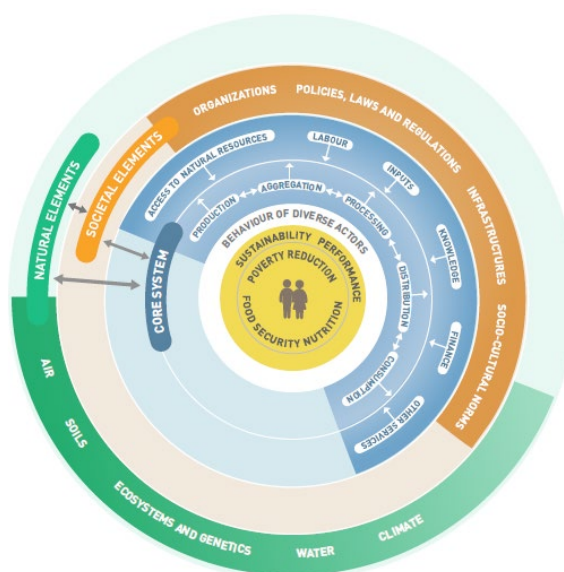 ORGANIZATIONS
POLICIES, LAWS AND REGULATIONS
INFRASTRUCTURES
SOCIO-CULTURAL NORMS
NATURAL ELEMENTS
SOCIETAL ELEMENTS
CORE SYSTEM
ACCESS TO NATURAL RESOURCES
LABOUR
INPUTS
KNOWLEDGE
FINANCE
OTHER SERVICES
PRODUCTION
AGGREGATION
PROCESSING
DISTRIBUTION
CONSUMPTION
BEHAVIOUR OF DIVERSE ACTORS
SUSTAINABILITY PERFORMANCE
POVERTY REDUCTION
FOOD SECURITY NUTRITION
AIR
SOILS
ECOSYSTEMS AND GENETICS
WATER
CLIMATE